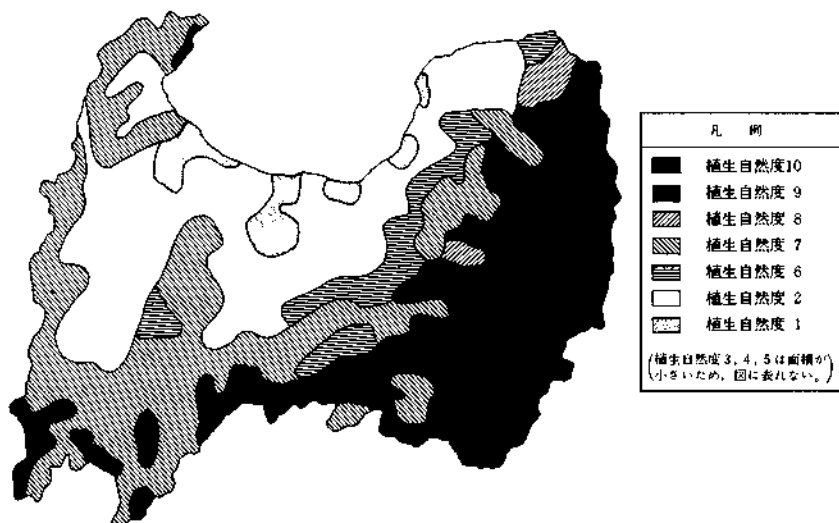 凡 例
植生自然度10
植生自然度 9
植生自然度 8
植生自然度 7
植生自然度 6
植生自然度 2
植生自然度 1
(植生自然度3, 4, 5は面積が
小さいため, 図に表れない。)